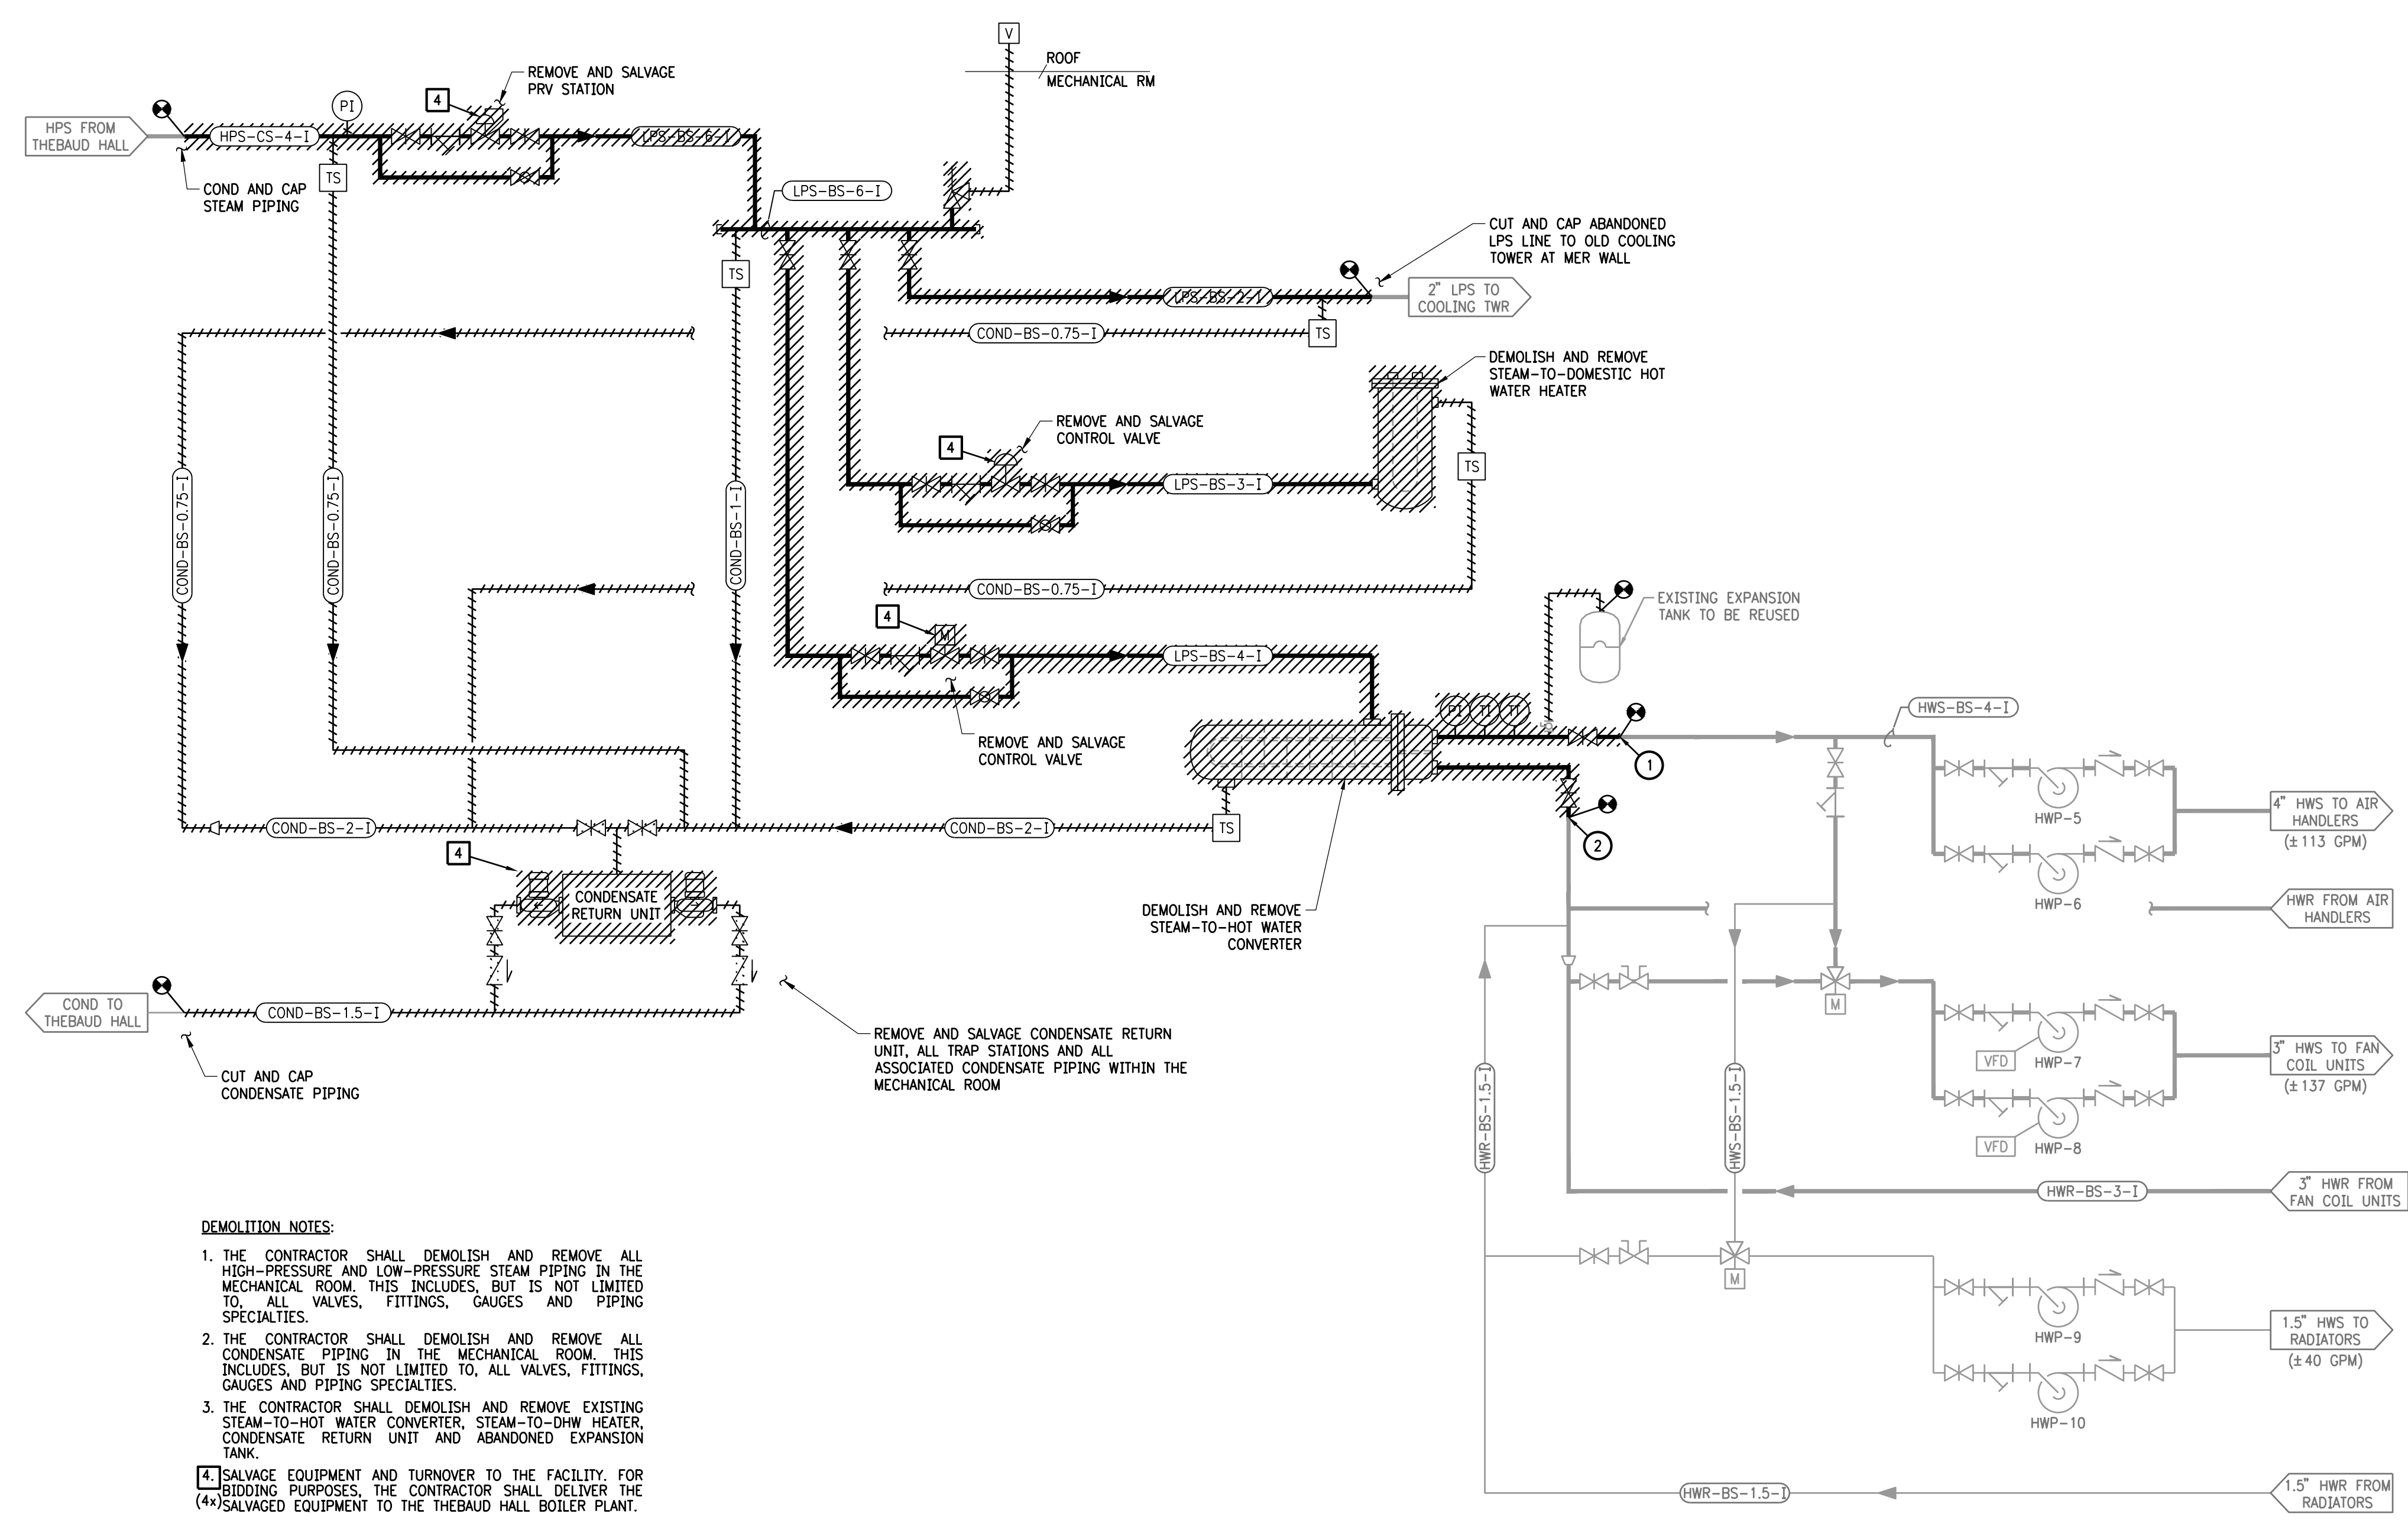 V
ROOF
MECHANICAL RM
REMOVE AND SALVAGE
PRV STATION
4
PI
HPS FROM
THEBAUD HALL
HPS-CS-4-I
LPS-BS-6-I
TS
COND AND CAP
STEAM PIPING
LPS-BS-6-I
CUT AND CAP ABANDONED
LPS LINE TO OLD COOLING
TOWER AT MER WALL
TS
LPS-BS-2-I
2" LPS TO
COOLING TWR
COND-BS-0.75-I
TS
DEMOLISH AND REMOVE
STEAM-TO-DOMESTIC HOT
WATER HEATER
REMOVE AND SALVAGE
CONTROL VALVE
4
TS
LPS-BS-3-I
COND-BS-0.75-I
COND-BS-0.75-I
COND-BS-1-I
COND-BS-0.75-I
EXISTING EXPANSION
TANK TO BE REUSED
4
M
LPS-BS-4-I
REMOVE AND SALVAGE
CONTROL VALVE
PI
TI
TT
HWS-BS-4-I
1
HWP-5
4" HWS TO AIR
HANDLERS
(±113 GPM)
COND-BS-2-I
COND-BS-2-I
TS
2
4
CONDENSATE
RETURN UNIT
HWP-6
HWR FROM AIR
HANDLERS
DEMOLISH AND REMOVE
STEAM-TO-HOT WATER
CONVERTER
COND TO
THEBAUD HALL
COND-BS-1.5-I
M
REMOVE AND SALVAGE CONDENSATE RETURN
UNIT, ALL TRAP STATIONS AND ALL
ASSOCIATED CONDENSATE PIPING WITHIN THE
MECHANICAL ROOM
CUT AND CAP
CONDENSATE PIPING
VFD
HWP-7
3" HWS TO FAN
COIL UNITS
(±137 GPM)
HWR-BS-1.5-I
HWS-BS-1.5-I
VFD
HWP-8
HWR-BS-3-I
3" HWR FROM
FAN COIL UNITS
M
HWP-9
1.5" HWS TO
RADIATORS
(±40 GPM)
HWP-10
HWR-BS-1.5-I
1.5" HWR FROM
RADIATORS
DEMOLITION NOTES:
1. THE CONTRACTOR SHALL DEMOLISH AND REMOVE ALL
HIGH-PRESSURE AND LOW-PRESSURE STEAM PIPING IN THE
MECHANICAL ROOM. THIS INCLUDES, BUT IS NOT LIMITED
TO, ALL VALVES, FITTINGS, GAUGES AND PIPING
SPECIALTIES.
2. THE CONTRACTOR SHALL DEMOLISH AND REMOVE ALL
CONDENSATE PIPING IN THE MECHANICAL ROOM. THIS
INCLUDES, BUT IS NOT LIMITED TO, ALL VALVES, FITTINGS,
GAUGES AND PIPING SPECIALTIES.
3. THE CONTRACTOR SHALL DEMOLISH AND REMOVE EXISTING
STEAM-TO-HOT WATER CONVERTER, STEAM-TO-DHW HEATER,
CONDENSATE RETURN UNIT AND ABANDONED EXPANSION
TANK.
4. SALVAGE EQUIPMENT AND TURNOVER TO THE FACILITY. FOR
BIDDING PURPOSES, THE CONTRACTOR SHALL DELIVER THE
(4x) SALVAGED EQUIPMENT TO THE THEBAUD HALL BOILER PLANT.